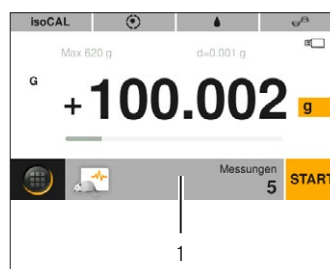 isoCAL
Max 620 g d=0.001 g
G
+100.002 g
Messungen
5
START
1